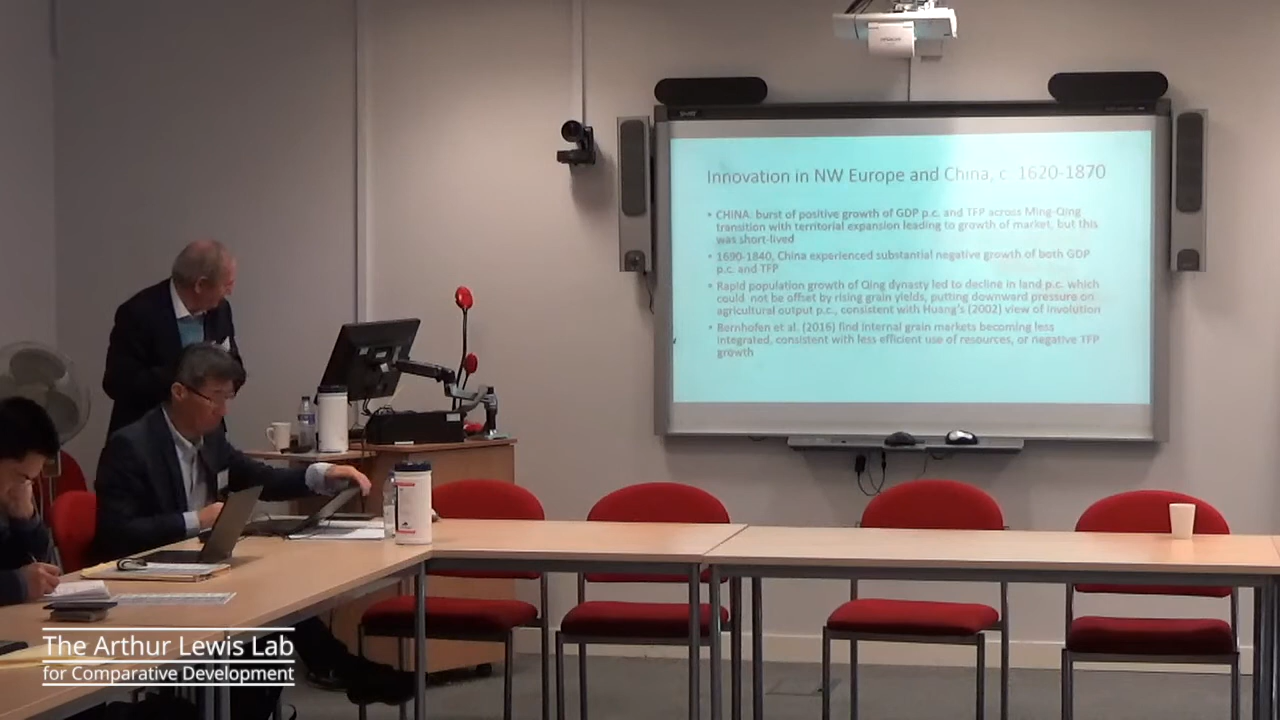 Innovation in NW Europe and China, c. 1620-1870
• CHINA: burst of positive growth of GDP p.c. and TFP across Ming-Qing
transition with territorial expansion leading to growth of market, but this
was short-lived
• 1690-1840, China experienced substantial negative growth of both GDP
p.c. and TFP
• Rapid population growth of Qing dynasty led to decline in land p.c. which
could not be offset by rising grain yields, putting downward pressure on
agricultural output p.c., consistent with Huang's (2002) view of involution
• Bernhofen et al. (2016) find internal grain markets becoming less
integrated, consistent with less efficient use of resources, or negative TFP
growth
The Arthur Lewis Lab
for Comparative Development